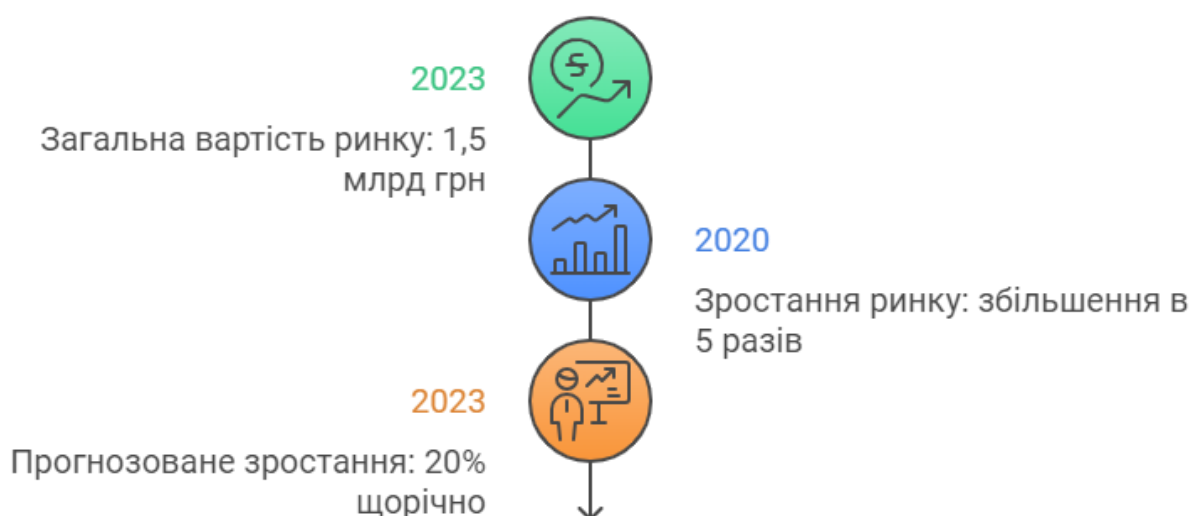 2023
Загальна вартість ринку: 1,5
млрд грн
2020
Зростання ринку: збільшення в
5 разів
2023
Прогнозоване зростання: 20%
щорічно